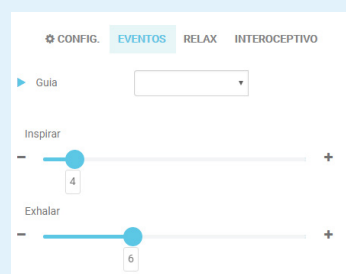 CONFIG. EVENTOS RELAX INTEROCEPTIVO
Guia
Inspirar
4
Exhalar
6